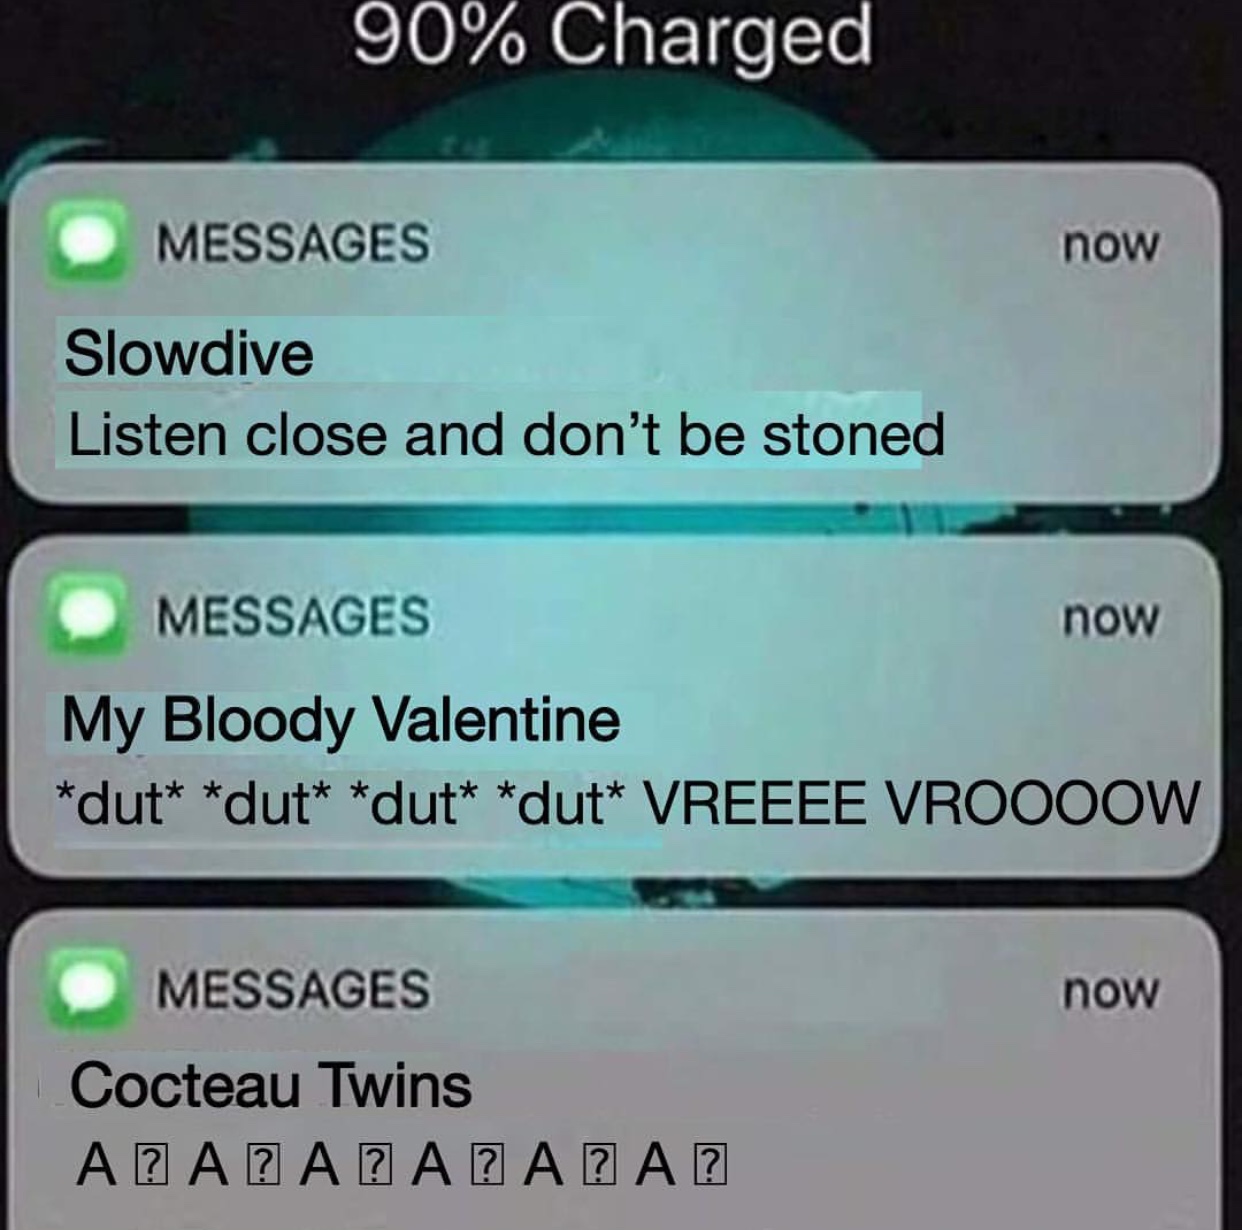 90% Charged
MESSAGES now
Slowdive
Listen close and don’t be stoned
MESSAGES now
My Bloody Valentine
*dut* *dut* *dut* *dut* VREEEE VROOOOW
MESSAGES now
Cocteau Twins
A ⍰ A ⍰ A ⍰ A ⍰ A ⍰ A ⍰